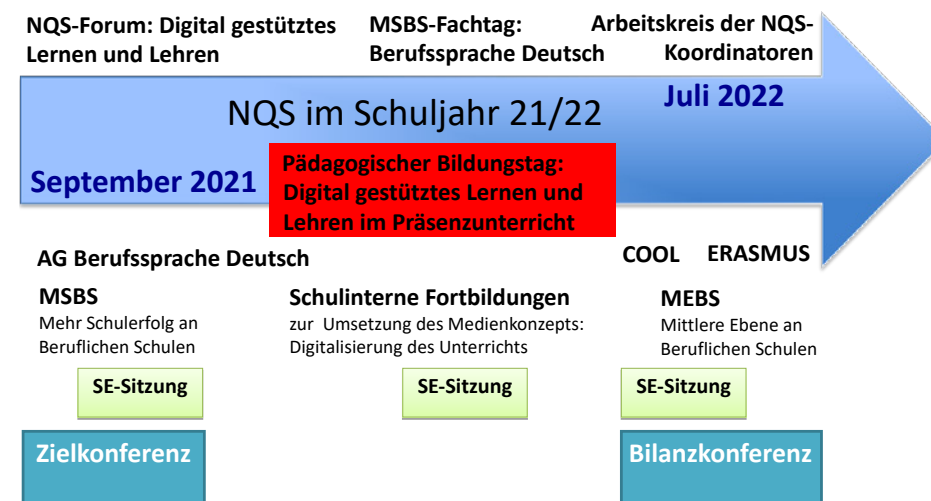 NQS-Forum: Digital gestütztes
Lernen und Lehren
MSBS-Fachtag:
Berufssprache Deutsch
Arbeitskreis der NQS-
Koordinatoren
NQS im Schuljahr 21/22
Juli 2022
September 2021
Pädagogischer Bildungstag:
Digital gestütztes Lernen und
Lehren im Präsenzunterricht
AG Berufssprache Deutsch
COOL ERASMUS
MSBS
Mehr Schulerfolg an
Beruflichen Schulen
Schulinterne Fortbildungen
zur Umsetzung des Medienkonzepts:
Digitalisierung des Unterrichts
MEBS
Mittlere Ebene an
Beruflichen Schulen
SE-Sitzung
SE-Sitzung
SE-Sitzung
Zielkonferenz
Bilanzkonferenz